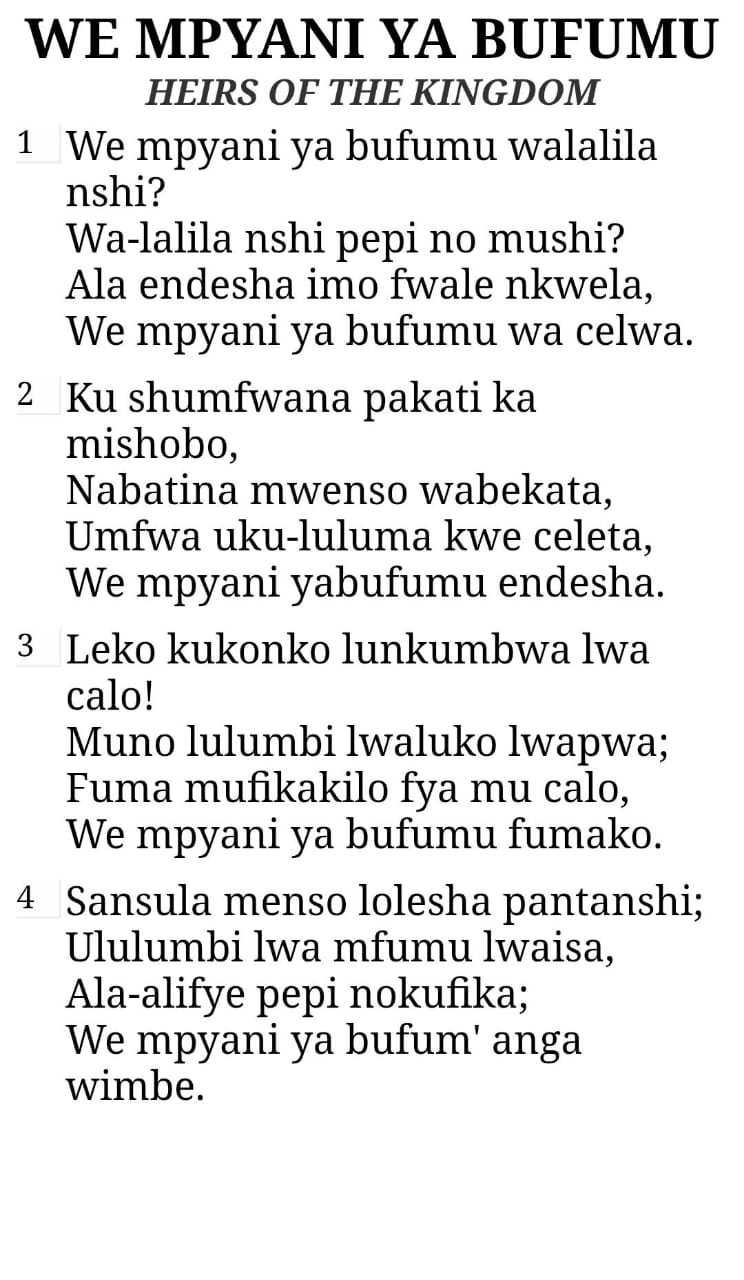 WE MPYANI YA BUFUMU
HEIRS OF THE KINGDOM
1 We mpyani ya bufumu walalila
nshi?
Wa-lalila nshi pepi no mushi?
Ala endesha imo fwale nkwela,
We mpyani ya bufumu wa celwa.
2 Ku shumfwana pakati ka
mishobo,
Nabatina mwenso wabekata,
Umfwa uku-luluma kwe celeta,
We mpyani yabufumu endesha.
3 Leko kukonko lunkumbwa lwa
calo!
Muno lulumbi lwaluko lwapwa;
Fuma mufikakilo fya mu calo,
We mpyani ya bufumu fumako.
4 Sansula menso lolesha pantanshi;
Ululumbi lwa mfumu lwaisa,
Ala-alifye pepi nokufika;
We mpyani ya bufum' anga
wimbe.